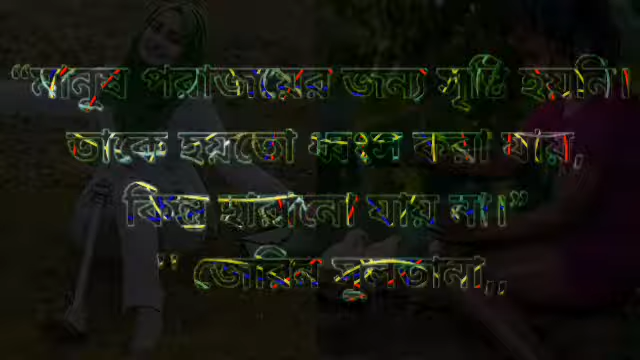 “মানুষ পরাজয়ের জন্য সৃষ্টি হয়নি।
তাকে হয়তো ধ্বংস করা যায়,
কিন্তু হারানো যায় না।”
'' জেরিন সুলতানা,,